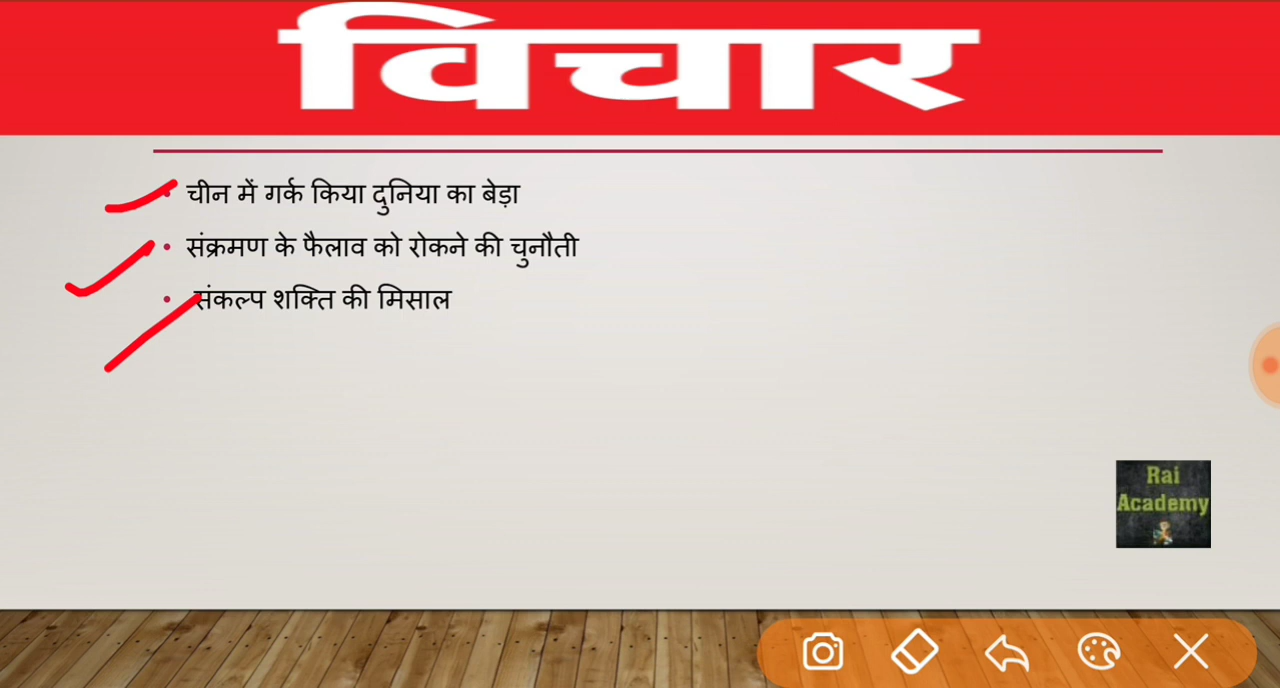 विचार
चीन में गर्क किया दुनिया का बेड़ा
संक्रमण के फैलाव को रोकने की चुनौती
संकल्प शक्ति की मिसाल
Rai
Academy